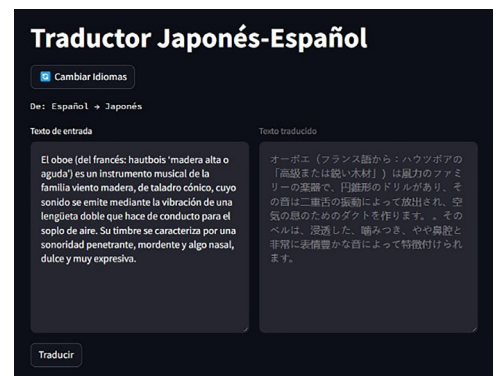 Traductor Japonés-Español
Cambiar Idiomas
De: Español → Japonés
Texto de entrada
El oboe (del francés: hautbois ‘madera alta o
aguda’) es un instrumento musical de la
familia viento madera, de taladro cónico, cuyo
sonido se emite mediante la vibración de una
lengüeta doble que hace de conducto para el
soplo de aire. Su timbre se caracteriza por una
sonoridad penetrante, mordente y algo nasal,
dulce y muy expresiva.
Texto traducido
オーボエ（フランス語から：ハウツボアの
「高級または鋭い木材」）は風力のファミ
リーの楽器で、円錐形のドリルがあり、そ
の音は二重舌の振動によって放出され、空
気の息のためのダクトを作ります。。その
ベルは、浸透した、噛みつき、やや鼻腔と
非常に表情豊かな音によって特徴付けられ
ます。
Traducir